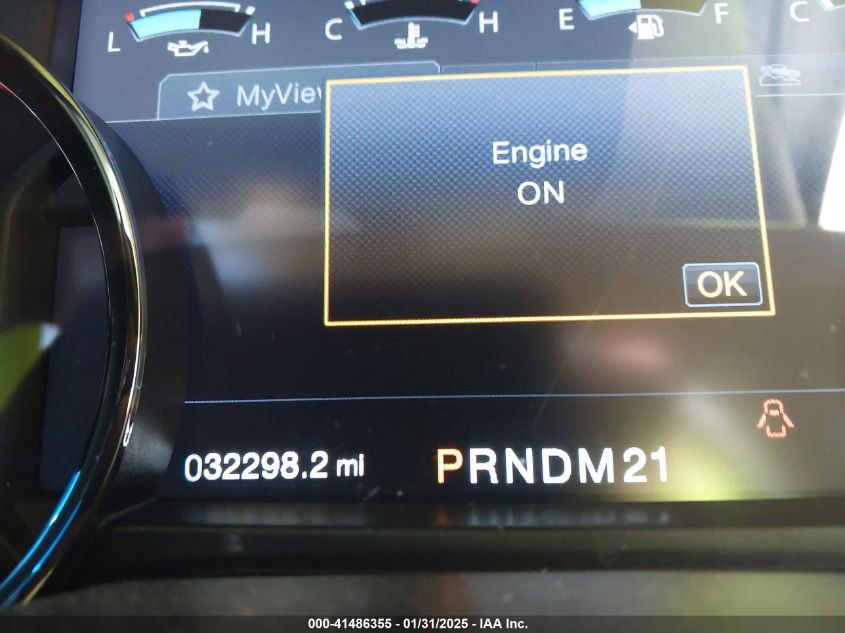 L H C H E F C
MyView
Engine
ON
OK
032298.2 mi PRNDM21
000-41486355 - 01/31/2025 - IAA Inc.